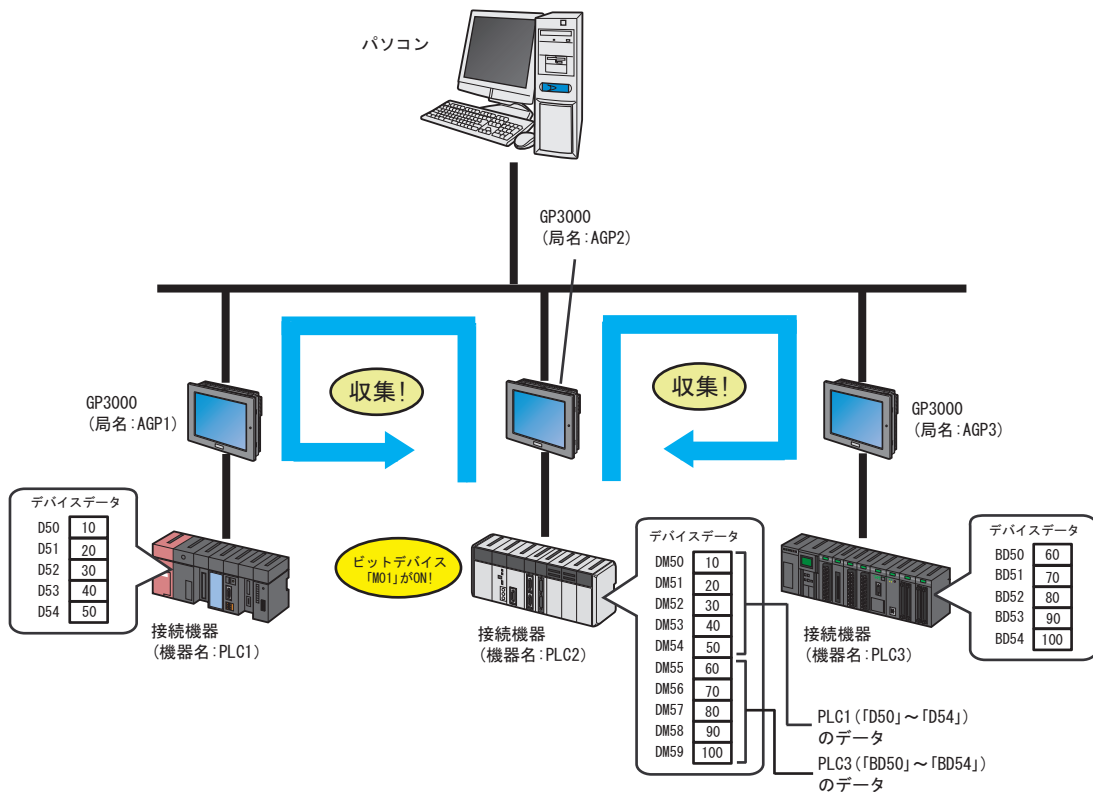 パソコン
GP3000
(局名:AGP2)
収集!
収集!
GP3000
(局名:AGP1)
GP3000
(局名:AGP3)
デバイスデータ
D50 10
D51 20
D52 30
D53 40
D54 50
接続機器
(機器名:PLC1)
ビットデバイス
「M01」がON!
接続機器
(機器名:PLC2)
デバイスデータ
DM50 10
DM51 20
DM52 30
DM53 40
DM54 50
DM55 60
DM56 70
DM57 80
DM58 90
DM59 100
接続機器
(機器名:PLC3)
デバイスデータ
BD50 60
BD51 70
BD52 80
BD53 90
BD54 100
PLC1(「D50」~「D54」)
のデータ
PLC3(「BD50」~「BD54」)
のデータ